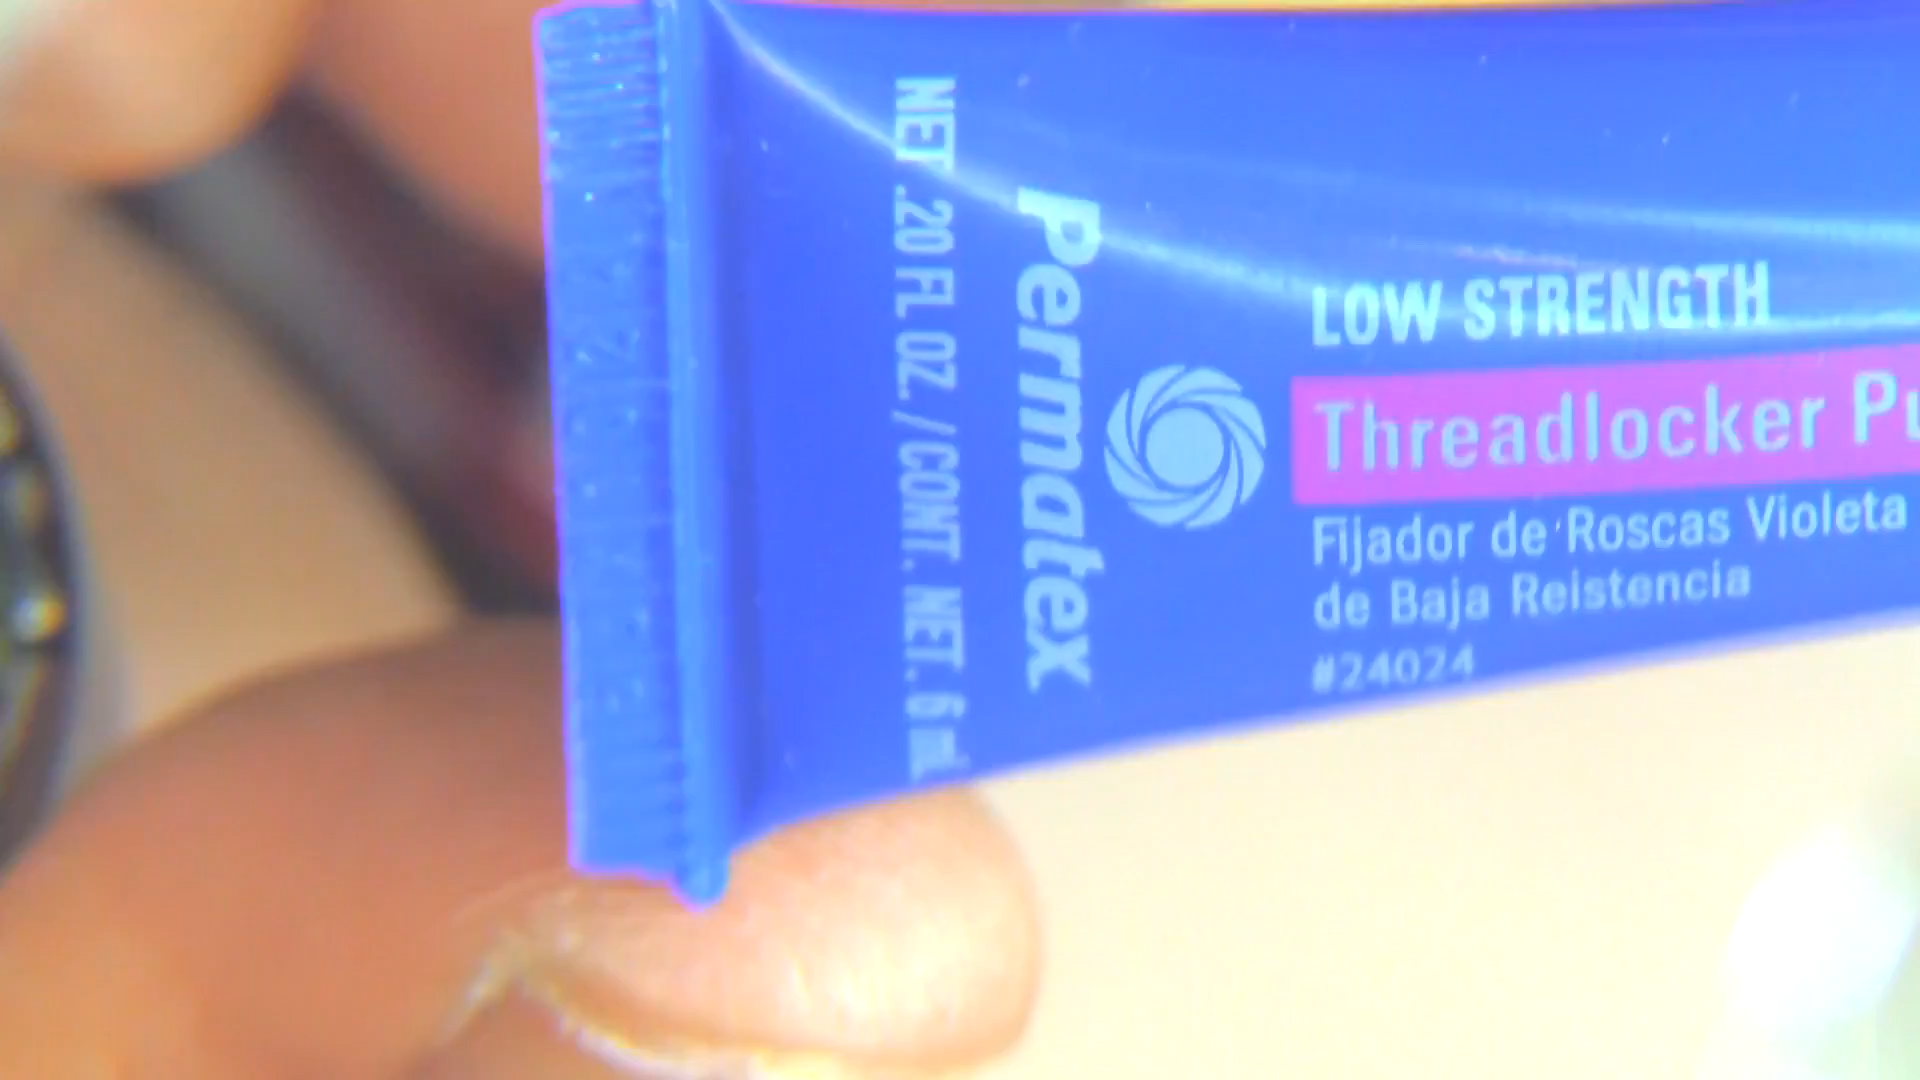 NET .20 FL OZ. / CONT. NET. 6 mL
Permatex
LOW STRENGTH
Threadlocker Pu
Fijador de Roscas Violeta
de Baja Reistencia
#24024